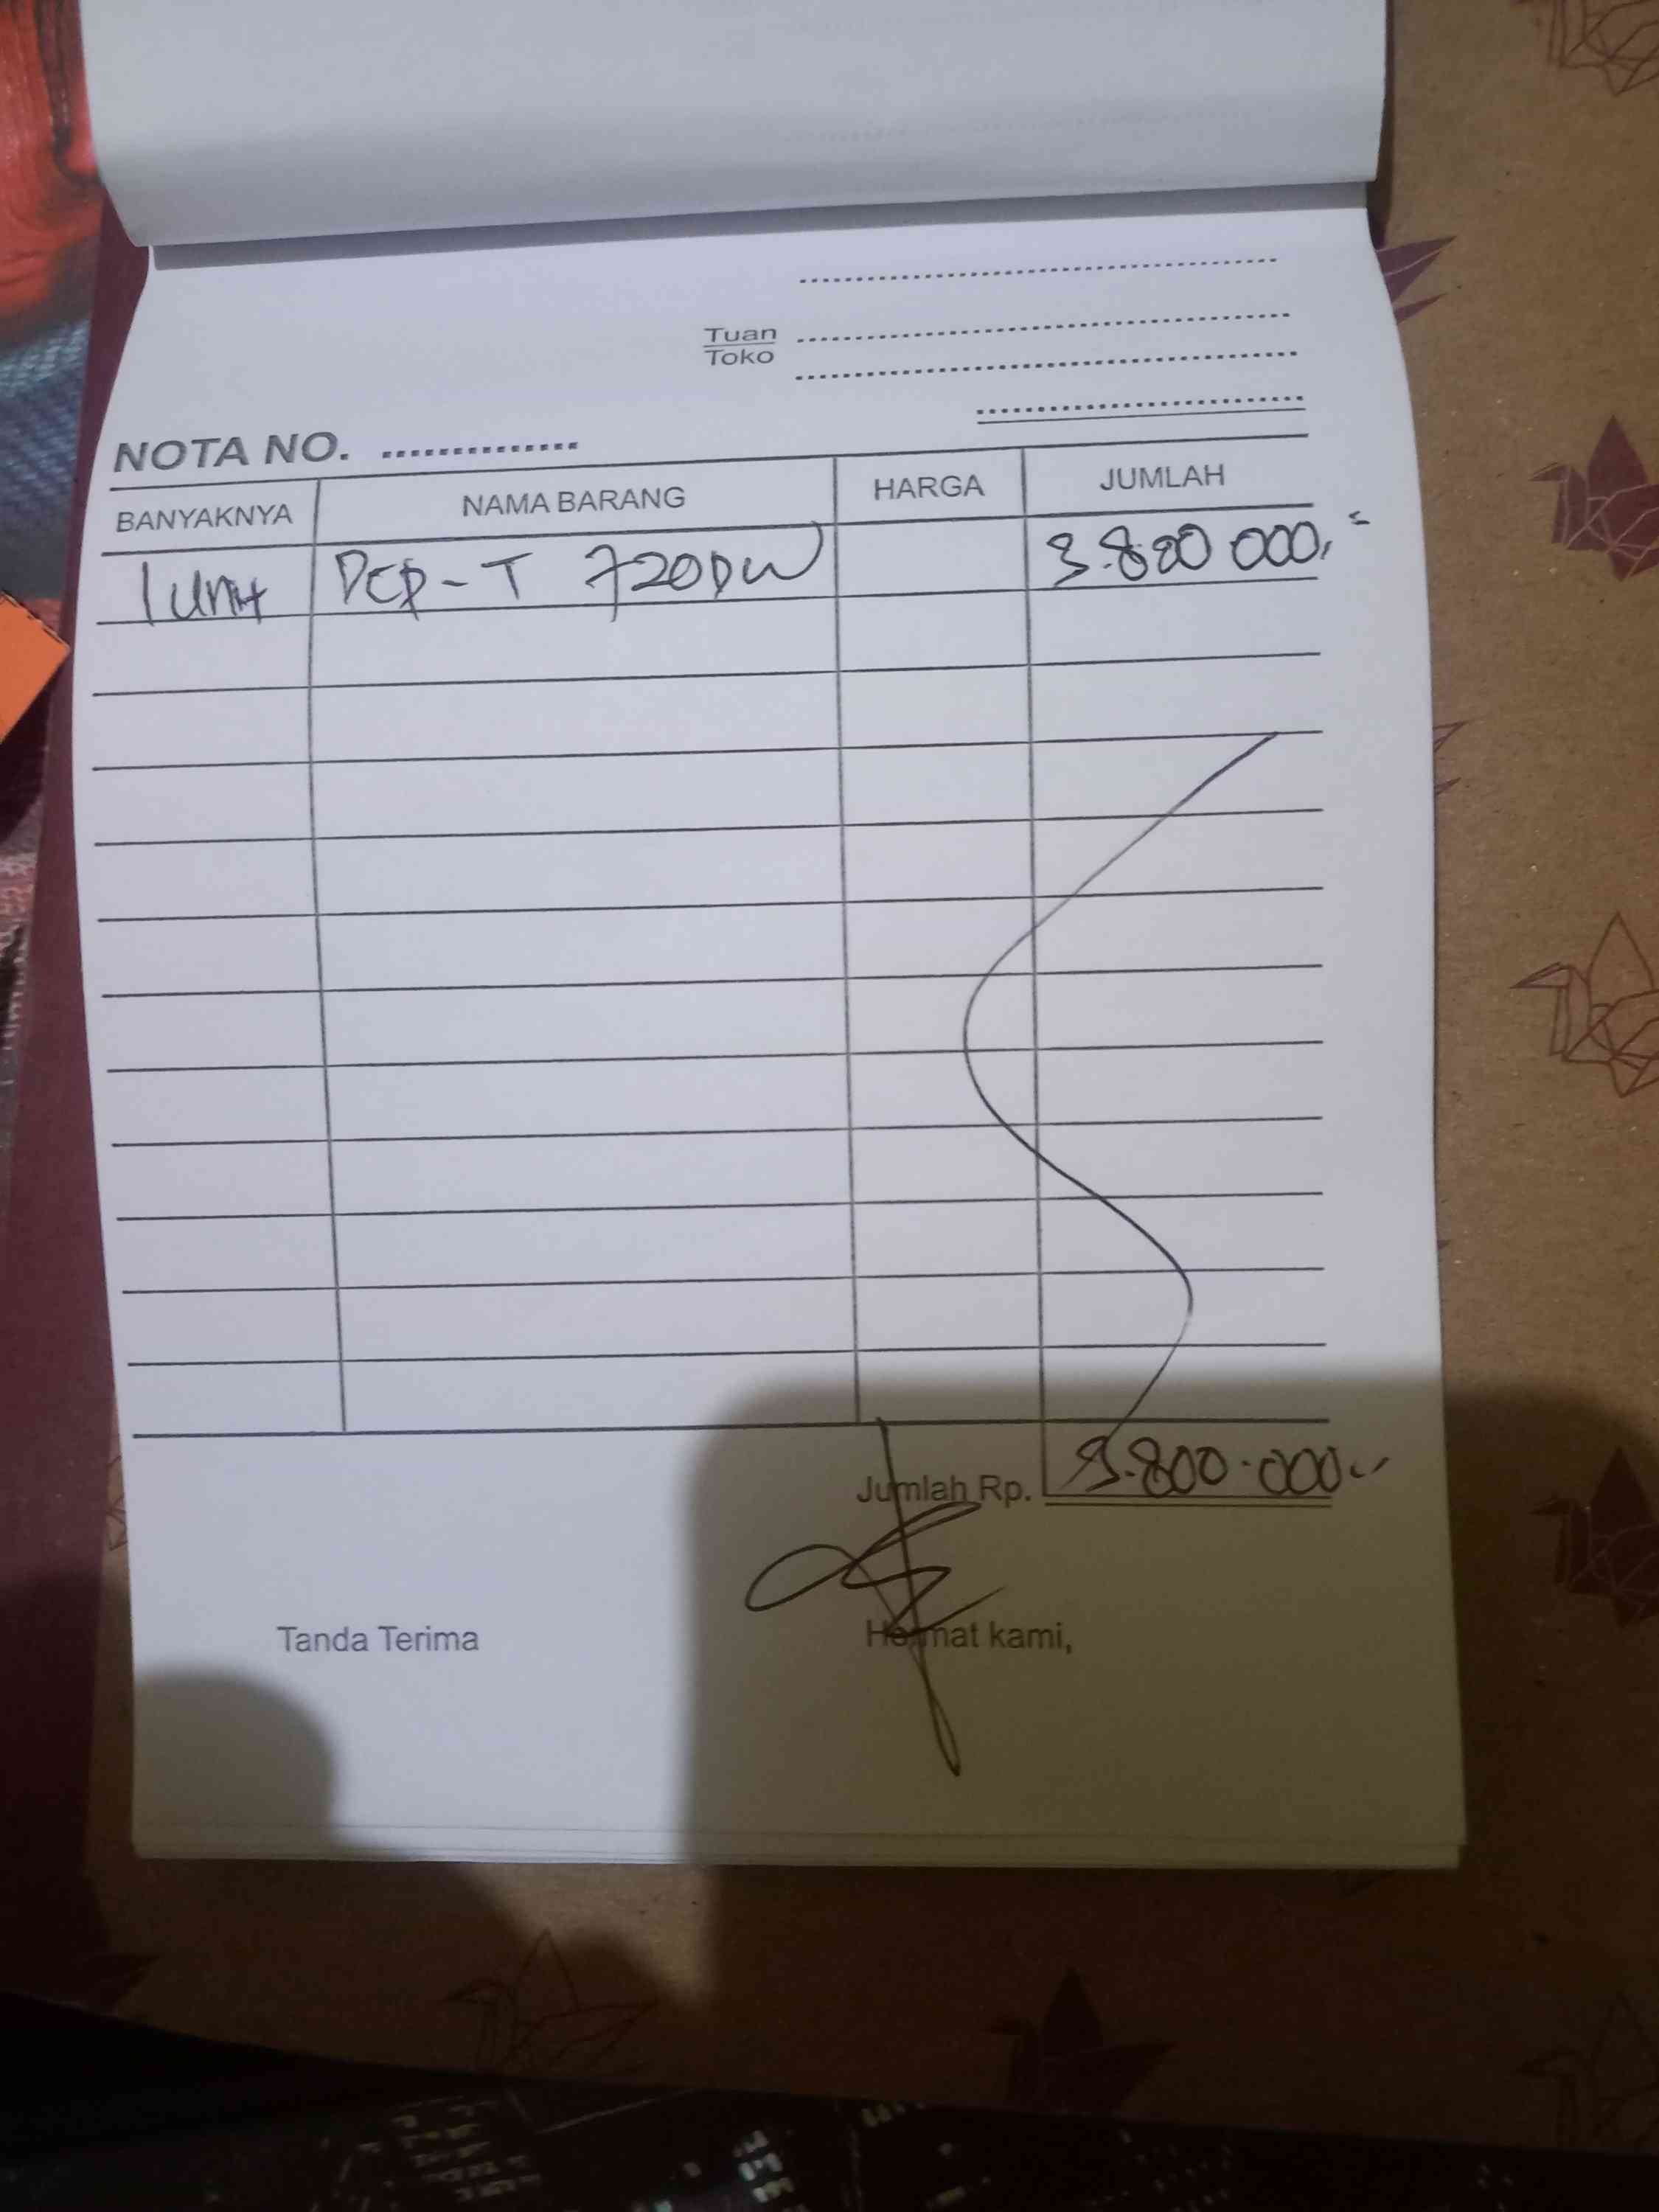 Tuan
Toko
NOTA NO. ...............
BANYAKNYA NAMA BARANG HARGA JUMLAH
1 Unit DCP-T 720DW 3.800 000,-
Jumlah Rp. 3.800.000,-
Tanda Terima Hormat kami,